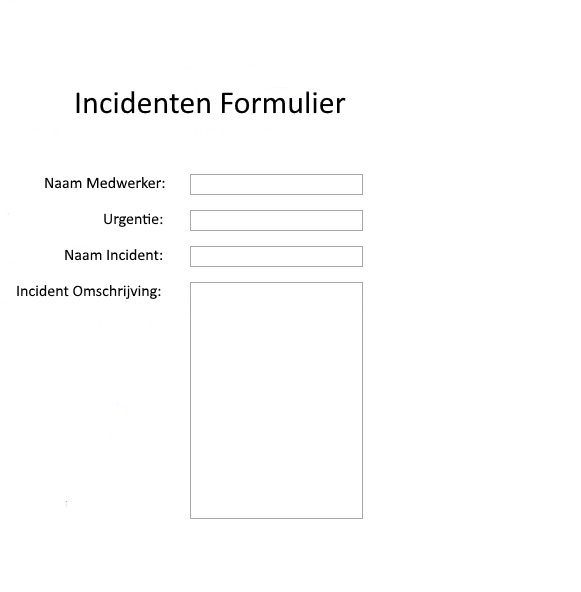 Incidenten Formulier
Naam Medwerker:
Urgentie:
Naam Incident:
Incident Omschrijving: